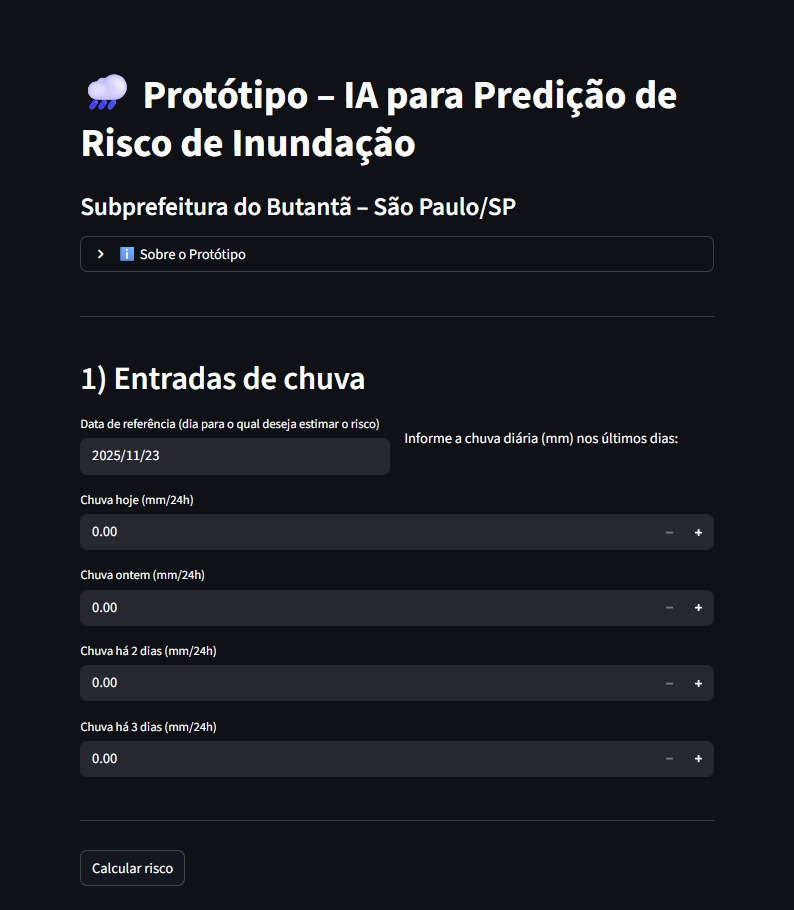 Protótipo – IA para Predição de
Risco de Inundação
Subprefeitura do Butantã – São Paulo/SP
Sobre o Protótipo
1) Entradas de chuva
Data de referência (dia para o qual deseja estimar o risco)
2025/11/23
Informe a chuva diária (mm) nos últimos dias:
Chuva hoje (mm/24h)
0.00
Chuva ontem (mm/24h)
0.00
Chuva há 2 dias (mm/24h)
0.00
Chuva há 3 dias (mm/24h)
0.00
Calcular risco